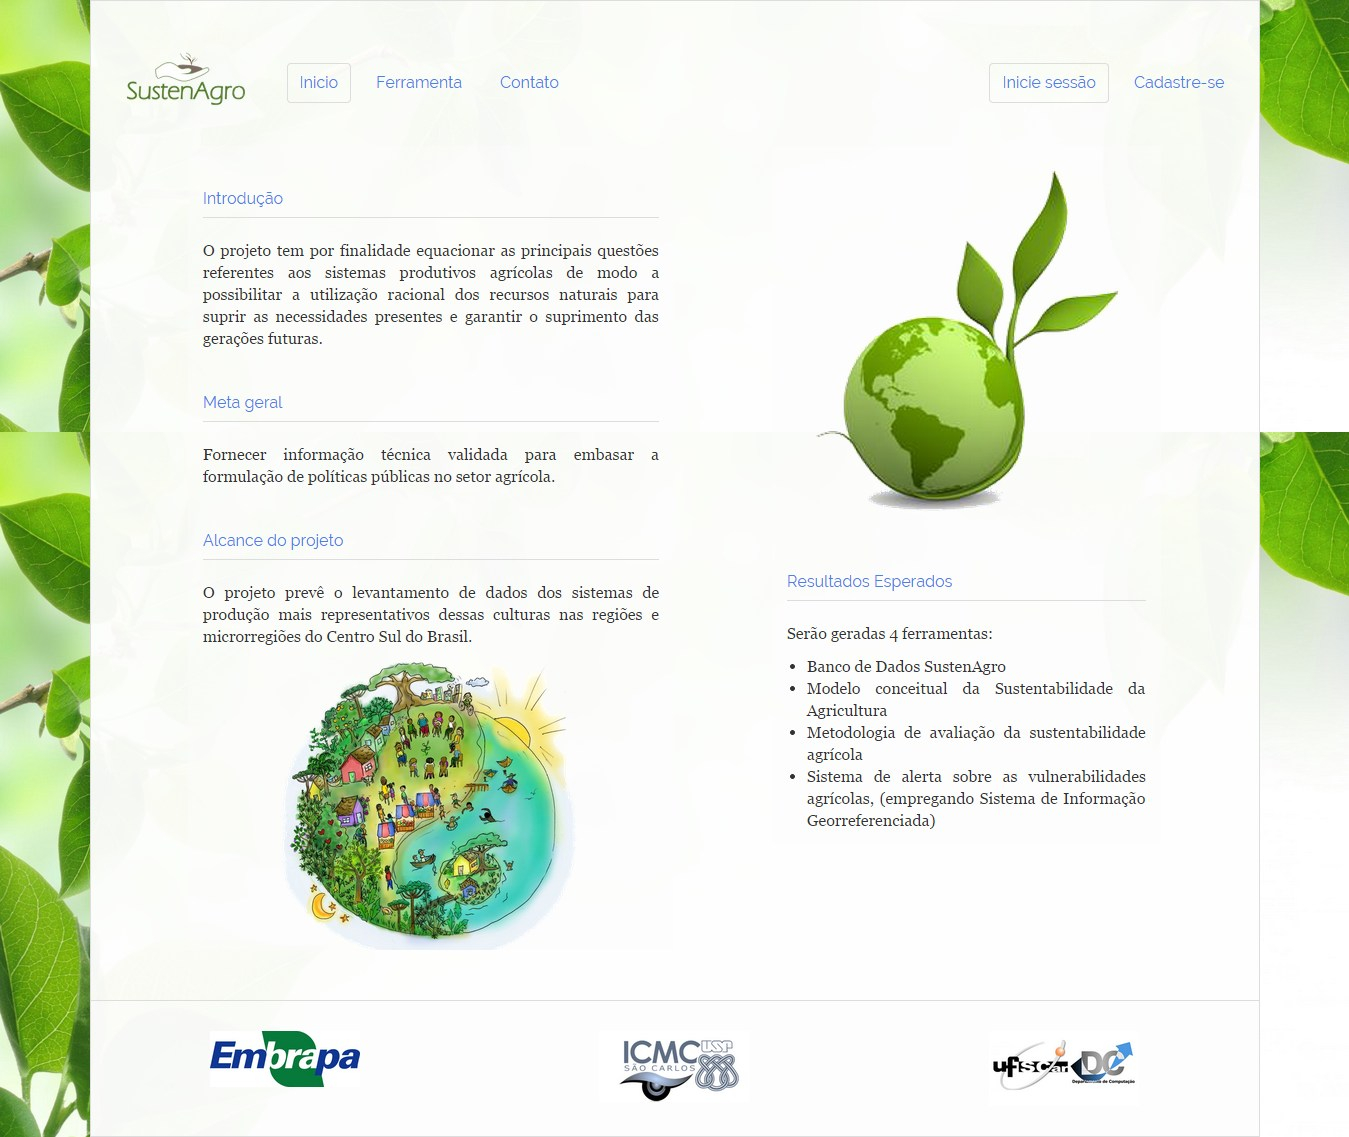 SustenAgro
Inicio
Ferramenta
Contato
Inicie sessão
Cadastre-se
Introdução
O projeto tem por finalidade equacionar as principais questões
referentes aos sistemas produtivos agrícolas de modo a
possibilitar a utilização racional dos recursos naturais para
suprir as necessidades presentes e garantir o suprimento das
gerações futuras.
Meta geral
Fornecer informação técnica validada para embasar a
formulação de políticas públicas no setor agrícola.
Alcance do projeto
O projeto prevê o levantamento de dados dos sistemas de
produção mais representativos dessas culturas nas regiões e
microrregiões do Centro Sul do Brasil.
Resultados Esperados
Serão geradas 4 ferramentas:
• Banco de Dados SustenAgro
• Modelo conceitual da Sustentabilidade da
Agricultura
• Metodologia de avaliação da sustentabilidade
agrícola
• Sistema de alerta sobre as vulnerabilidades
agrícolas, (empregando Sistema de Informação
Georreferenciada)
Embrapa
ICMC USP
SÃO CARLOS
ufscar DC
Departamento de Computação